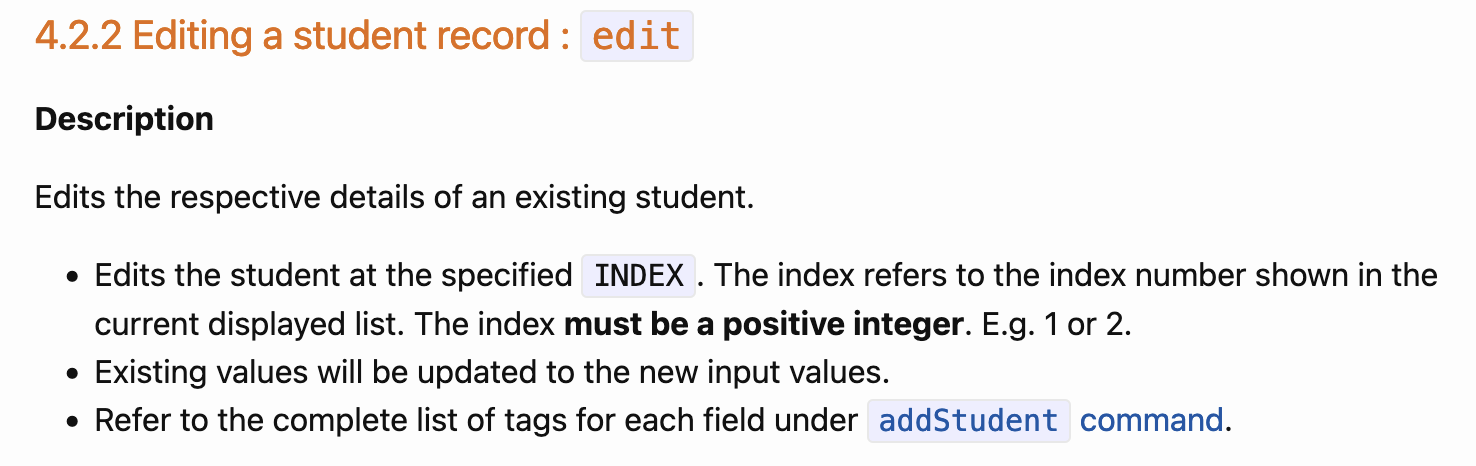 4.2.2 Editing a student record : edit
Description
Edits the respective details of an existing student.
• Edits the student at the specified INDEX. The index refers to the index number shown in the
current displayed list. The index must be a positive integer. E.g. 1 or 2.
• Existing values will be updated to the new input values.
• Refer to the complete list of tags for each field under addStudent command.